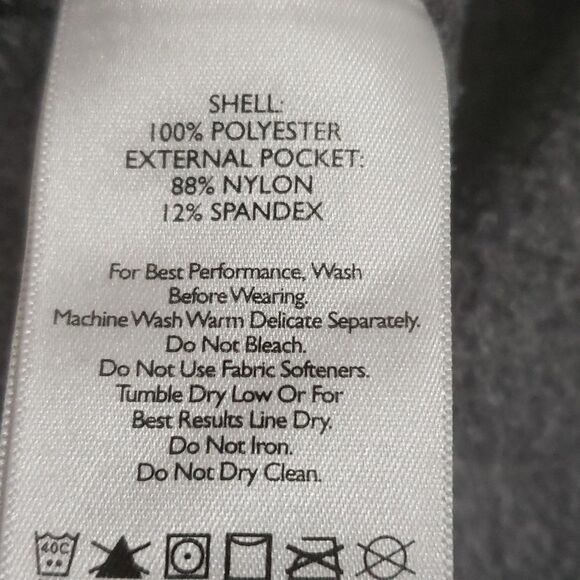 SHELL:
100% POLYESTER
EXTERNAL POCKET:
88% NYLON
12% SPANDEX
For Best Performance, Wash
Before Wearing.
Machine Wash Warm Delicate Separately.
Do Not Bleach.
Do Not Use Fabric Softeners.
Tumble Dry Low Or For
Best Results Line Dry.
Do Not Iron.
Do Not Dry Clean.
40C